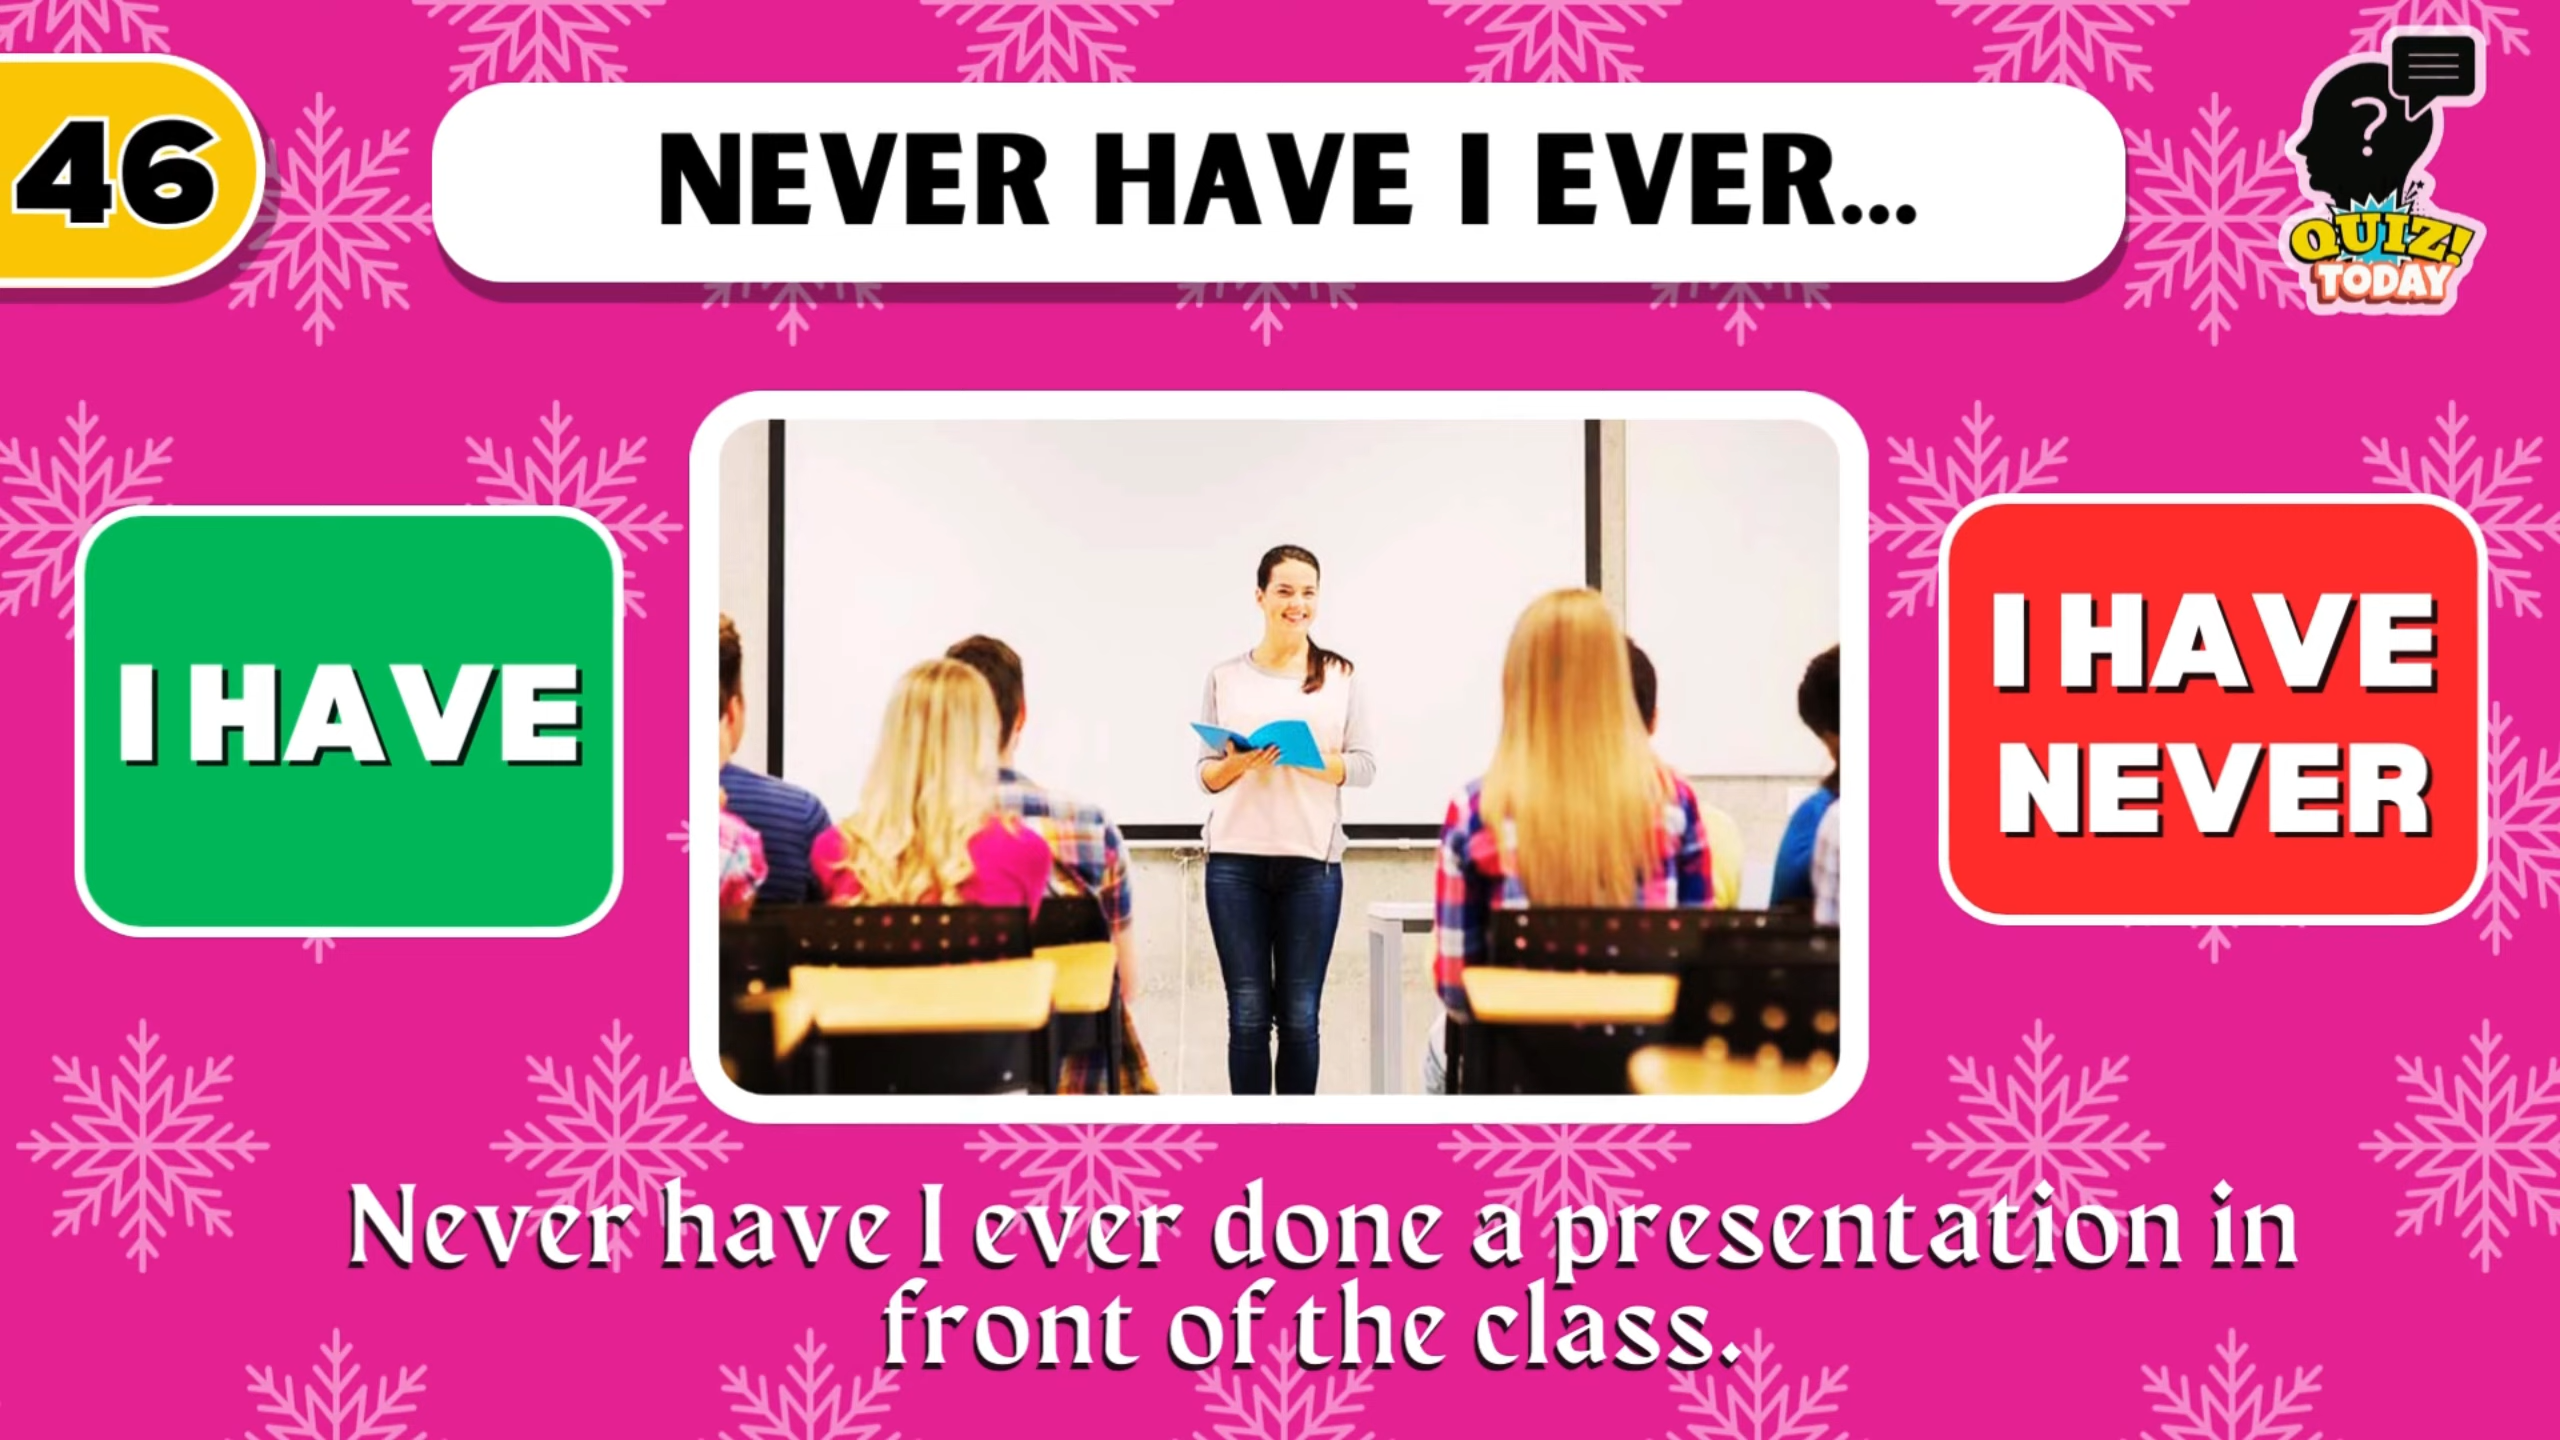 46
NEVER HAVE I EVER...
?
QUIZ!
TODAY
I HAVE
I HAVE
NEVER
Never have I ever done a presentation in
front of the class.